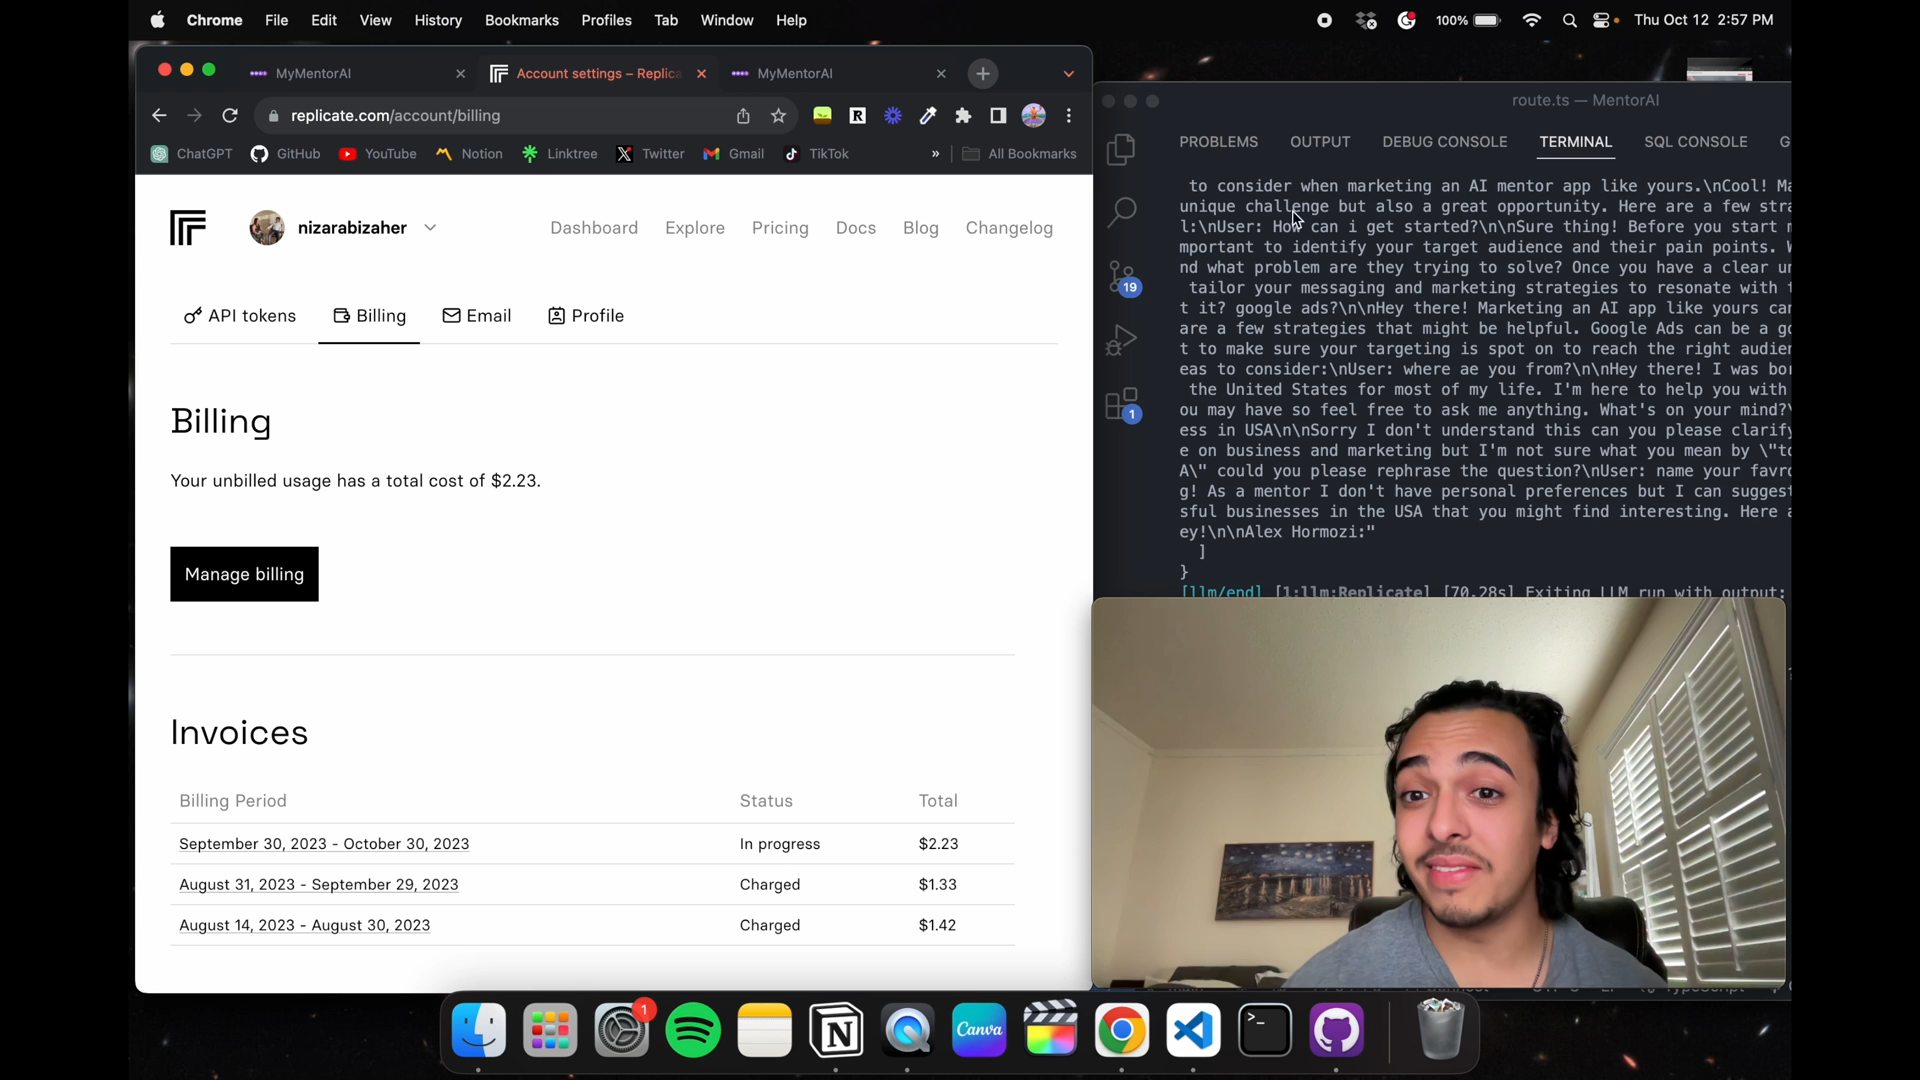 Chrome File Edit View History Bookmarks Profiles Tab Window Help
100% Thu Oct 12 2:57 PM
MyMentorAI
Account settings – Replica
MyMentorAI
replicate.com/account/billing
ChatGPT GitHub YouTube Notion Linktree Twitter Gmail TikTok » All Bookmarks
nizarabizaher
Dashboard Explore Pricing Docs Blog Changelog
API tokens Billing Email Profile
Billing
Your unbilled usage has a total cost of $2.23.
Manage billing
Invoices
Billing Period Status Total
September 30, 2023 - October 30, 2023 In progress $2.23
August 31, 2023 - September 29, 2023 Charged $1.33
August 14, 2023 - August 30, 2023 Charged $1.42
route.ts — MentorAI
PROBLEMS OUTPUT DEBUG CONSOLE TERMINAL SQL CONSOLE G
19
1
to consider when marketing an AI mentor app like yours.\nCool! Ma
unique challenge but also a great opportunity. Here are a few stra
l:\nUser: How can i get started?\n\nSure thing! Before you start m
mportant to identify your target audience and their pain points. W
nd what problem are they trying to solve? Once you have a clear un
tailor your messaging and marketing strategies to resonate with t
t it? google ads?\n\nHey there! Marketing an AI app like yours can
are a few strategies that might be helpful. Google Ads can be a go
t to make sure your targeting is spot on to reach the right audien
eas to consider:\nUser: where ae you from?\n\nHey there! I was bor
the United States for most of my life. I'm here to help you with
ou may have so feel free to ask me anything. What's on your mind?\
ess in USA\n\nSorry I don't understand this can you please clarify
e on business and marketing but I'm not sure what you mean by \"to
A\" could you please rephrase the question?\nUser: name your favro
g! As a mentor I don't have personal preferences but I can suggest
sful businesses in the USA that you might find interesting. Here a
ey!\n\nAlex Hormozi:"
]
}
[llm/end] [1:llm:Replicate] [70.28s] Exiting LLM run with output:
1
Canva